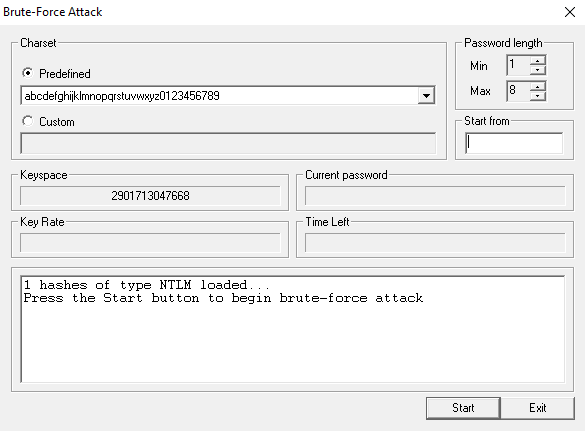 Brute-Force Attack
Charset
Predefined
abcdefghijklmnopqrstuvwxyz0123456789
Custom
Password length
Min 1
Max 8
Start from
Keyspace
2901713047668
Current password
Key Rate
Time Left
1 hashes of type NTLM loaded...
Press the Start button to begin brute-force attack
Start
Exit